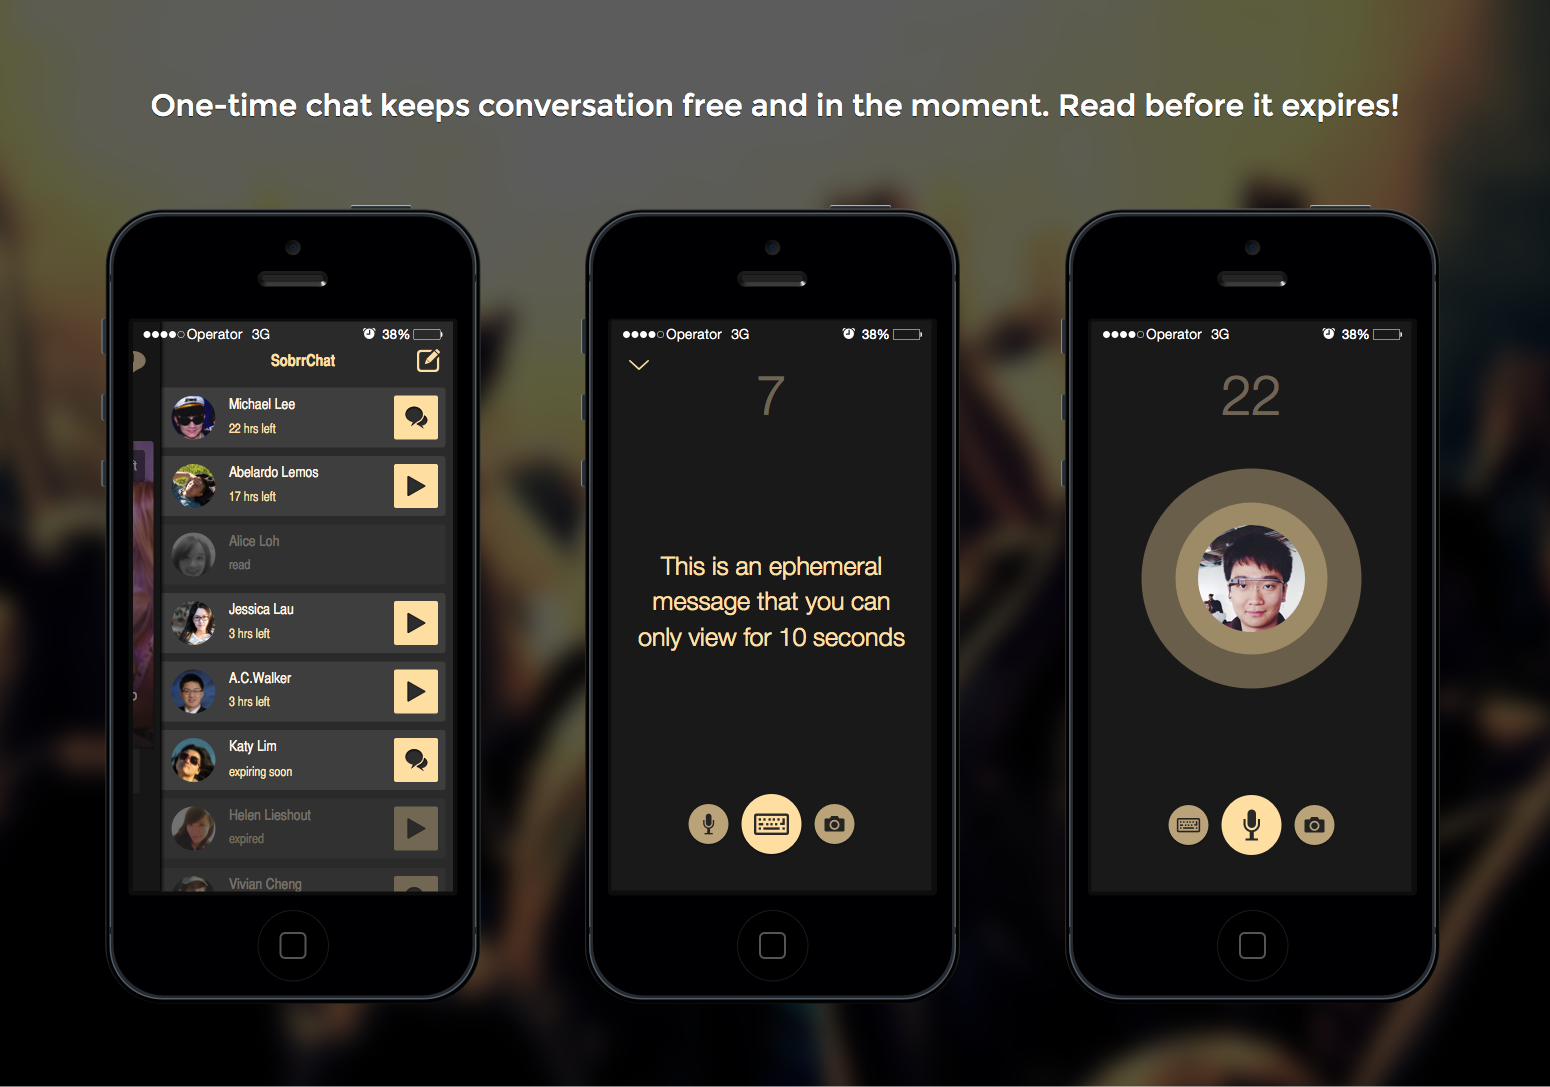 One-time chat keeps conversation free and in the moment. Read before it expires!
Operator 3G 38%
SobrrChat
Michael Lee
22 hrs left
Abelardo Lemos
17 hrs left
Alice Loh
read
Jessica Lau
3 hrs left
A.C.Walker
3 hrs left
Katy Lim
expiring soon
Helen Lieshout
expired
Vivian Cheng
Operator 3G 38%
7
This is an ephemeral
message that you can
only view for 10 seconds
Operator 3G 38%
22